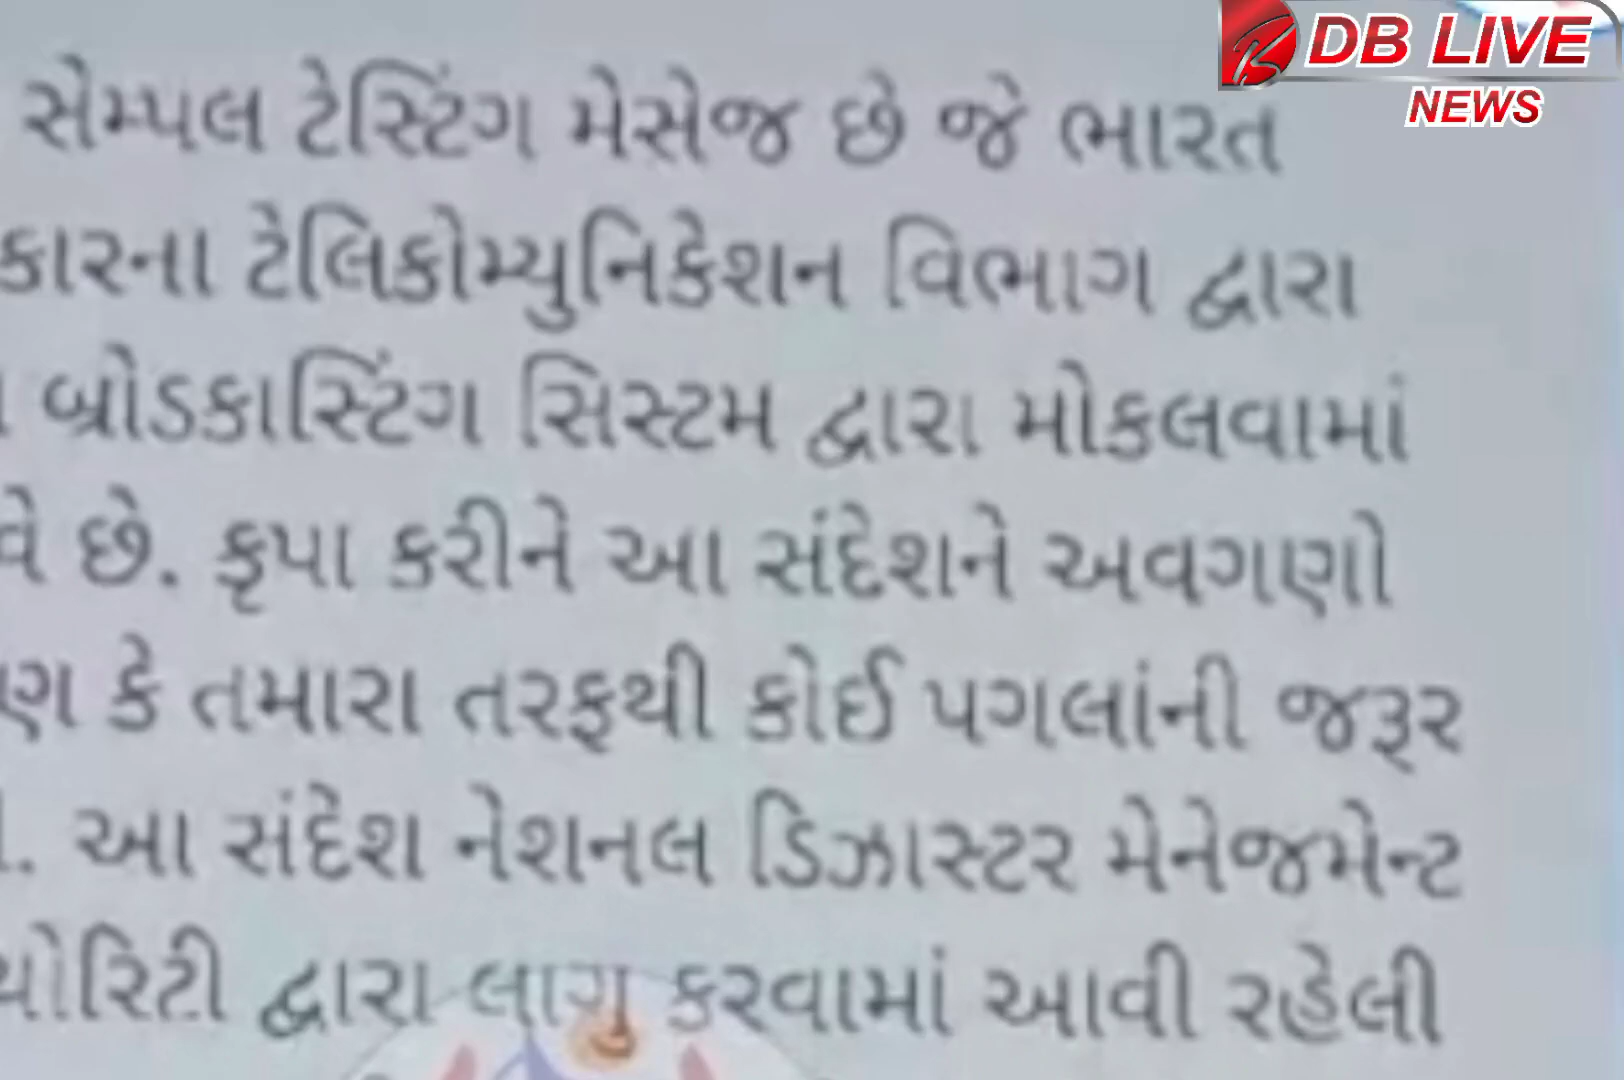 DB LIVE
NEWS
સેમ્પલ ટેસ્ટિંગ મેસેજ છે જે ભારત
કારના ટેલિકોમ્યુનિકેશન વિભાગ દ્વારા
બ્રોડકાસ્ટિંગ સિસ્ટમ દ્વારા મોકલવામાં
વે છે. કૃપા કરીને આ સંદેશને અવગણો
ણ કે તમારા તરફથી કોઈ પગલાંની જરૂર
. આ સંદેશ નેશનલ ડિઝાસ્ટર મેનેજમેન્ટ
થોરિટી દ્વારા લાગુ કરવામાં આવી રહેલી